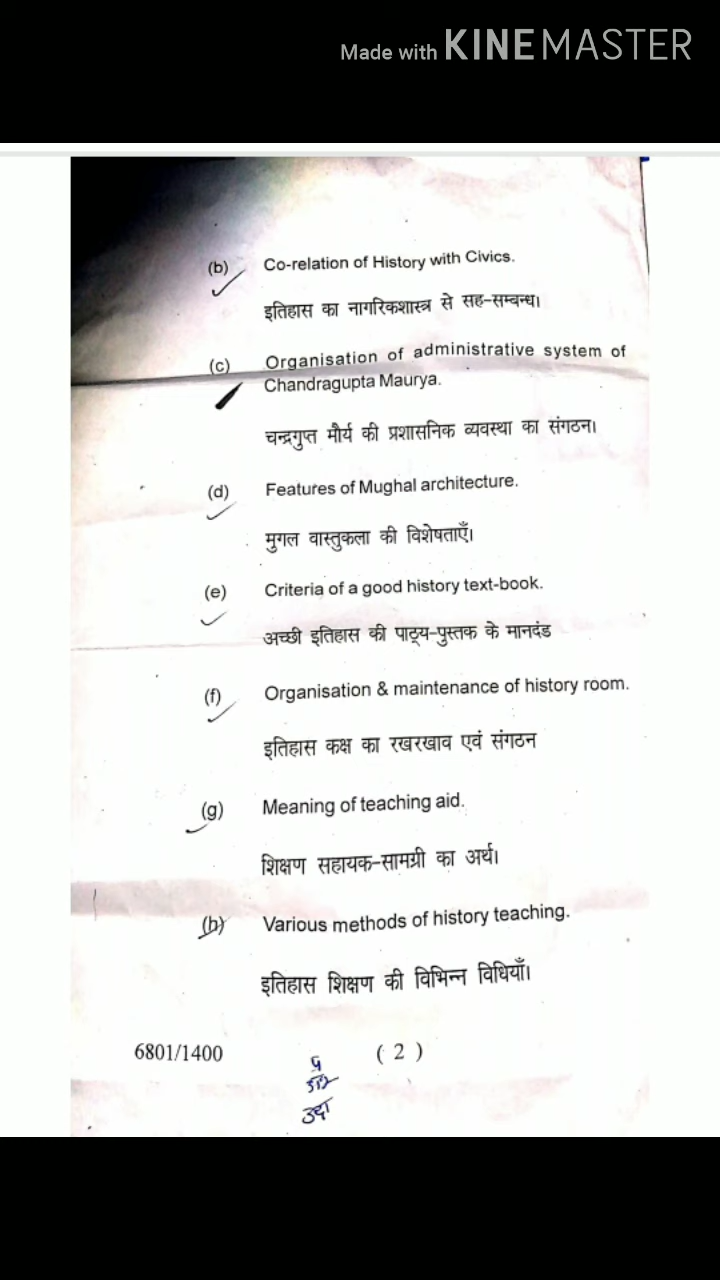 Made with KINEMASTER
(b) Co-relation of History with Civics.
इतिहास का नागरिकशास्त्र से सह-सम्बन्ध।
(c) Organisation of administrative system of
Chandragupta Maurya.
चन्द्रगुप्त मौर्य की प्रशासनिक व्यवस्था का संगठन।
(d) Features of Mughal architecture.
मुगल वास्तुकला की विशेषताएँ।
(e) Criteria of a good history text-book.
अच्छी इतिहास की पाठ्य-पुस्तक के मानदंड
(f) Organisation & maintenance of history room.
इतिहास कक्ष का रखरखाव एवं संगठन
(g) Meaning of teaching aid.
शिक्षण सहायक-सामग्री का अर्थ।
(h) Various methods of history teaching.
इतिहास शिक्षण की विभिन्न विधियाँ।
6801/1400 ( 2 )